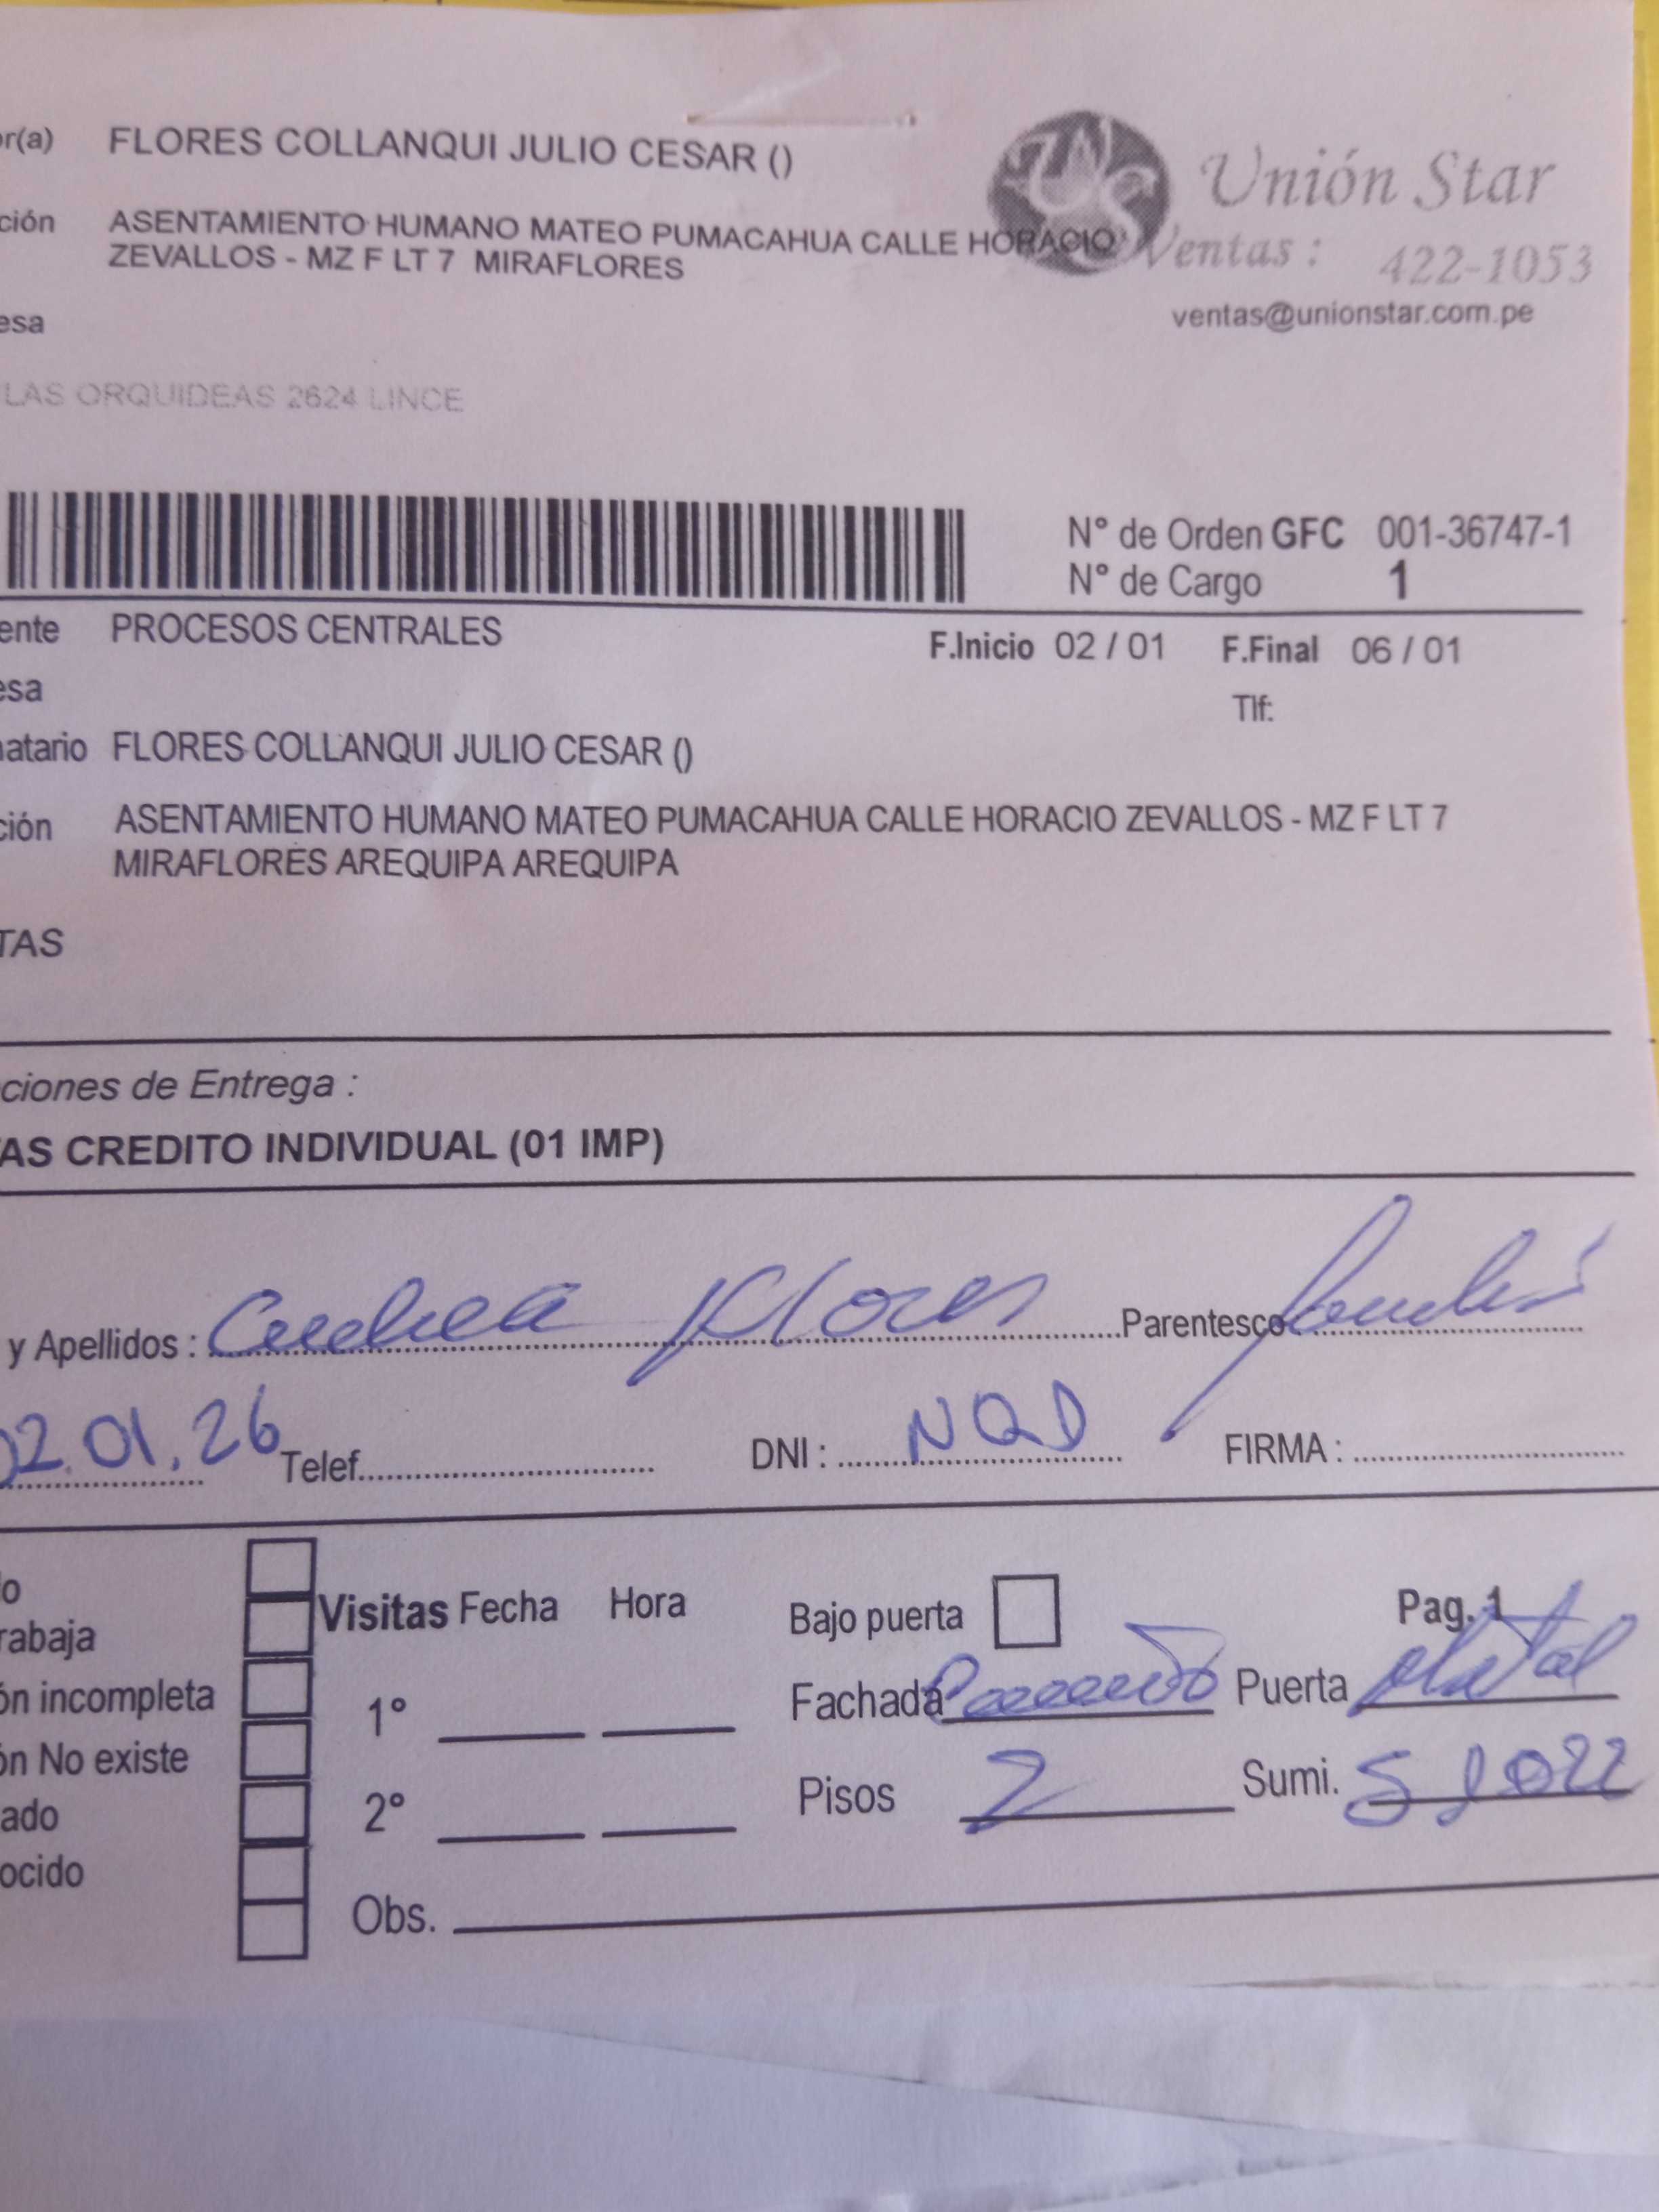 or(a) FLORES COLLANQUI JULIO CESAR ()
Unión Star
ción ASENTAMIENTO HUMANO MATEO PUMACAHUA CALLE HORACIO
ZEVALLOS - MZ F LT 7 MIRAFLORES
Ventas : 422-1053
ventas@unionstar.com.pe
esa
LAS ORQUIDEAS 2624 LINCE
N° de Orden GFC 001-36747-1
N° de Cargo 1
ente PROCESOS CENTRALES
F.Inicio 02 / 01 F.Final 06 / 01
esa
Tlf:
natario FLORES COLLANQUI JULIO CESAR ()
ción ASENTAMIENTO HUMANO MATEO PUMACAHUA CALLE HORACIO ZEVALLOS - MZ F LT 7
MIRAFLORES AREQUIPA AREQUIPA
TAS
ciones de Entrega :
TAS CREDITO INDIVIDUAL (01 IMP)
y Apellidos : Andrea Flores Parentesco
02.01.26 Telef. DNI : NQD FIRMA :
o
Visitas Fecha Hora Bajo puerta Pag. 1
rabaja
ón incompleta 1° Fachada Puerta Metal
ón No existe
ado 2° Pisos 2 Sumi.
ocido
Obs.